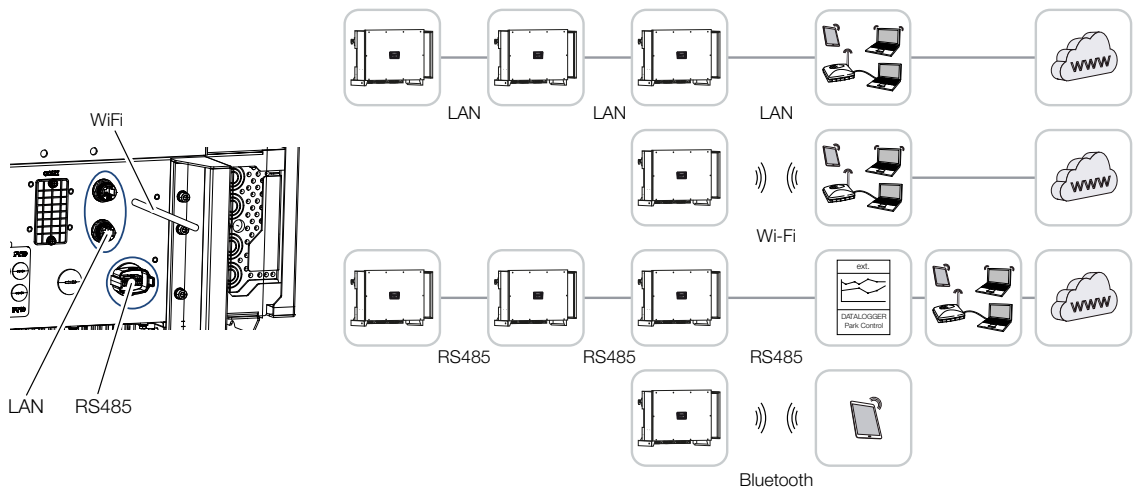 WiFi
LAN
RS485
LAN
LAN
LAN
WWW
Wi-Fi
WWW
ext.
DATALOGGER
Park Control
WWW
RS485
RS485
RS485
Bluetooth